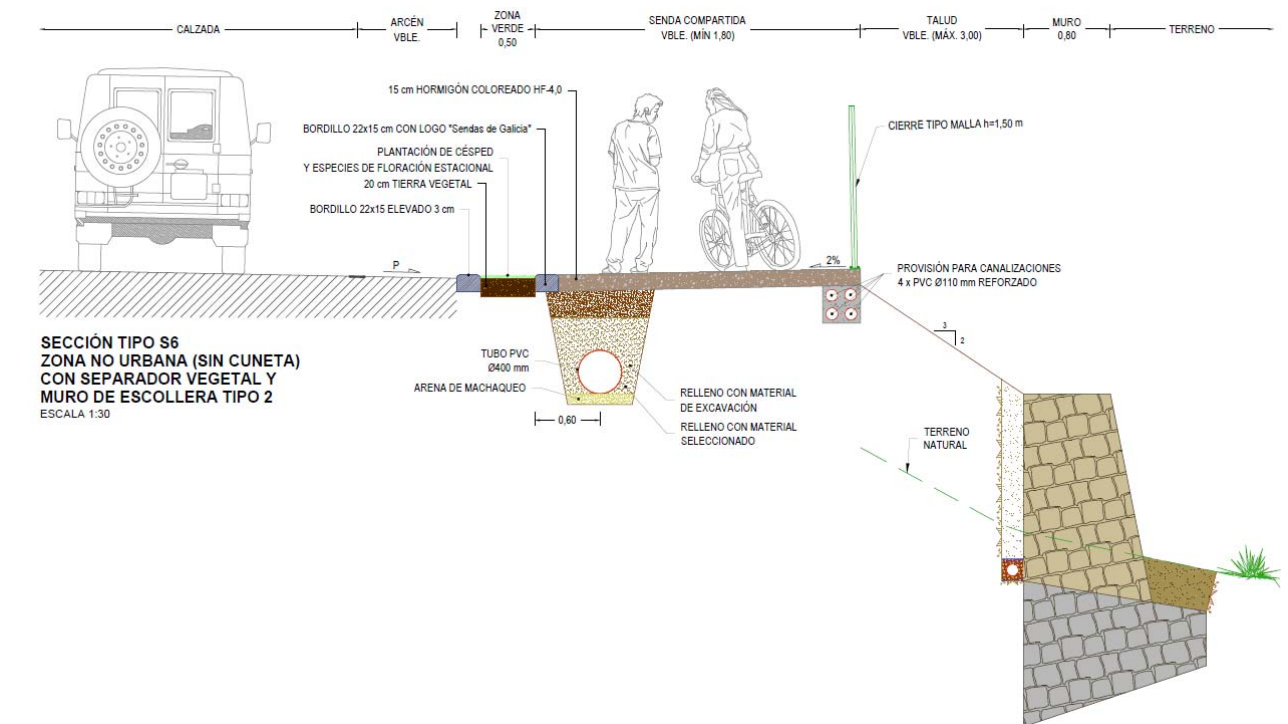 CALZADA
ARCÉN
VBLE.
ZONA
VERDE
0,50
SENDA COMPARTIDA
VBLE. (MÍN 1,80)
TALUD
VBLE. (MÁX. 3,00)
MURO
0,80
TERRENO
15 cm HORMIGÓN COLOREADO HF-4,0
BORDILLO 22x15 cm CON LOGO "Sendas de Galicia"
PLANTACIÓN DE CÉSPED
Y ESPECIES DE FLORACIÓN ESTACIONAL
20 cm TIERRA VEGETAL
BORDILLO 22x15 ELEVADO 3 cm
CIERRE TIPO MALLA h=1,50 m
P
2%
PROVISIÓN PARA CANALIZACIONES
4 x PVC Ø110 mm REFORZADO
3
2
SECCIÓN TIPO S6
ZONA NO URBANA (SIN CUNETA)
CON SEPARADOR VEGETAL Y
MURO DE ESCOLLERA TIPO 2
ESCALA 1:30
TUBO PVC
Ø400 mm
ARENA DE MACHAQUEO
0,60
RELLENO CON MATERIAL
DE EXCAVACIÓN
RELLENO CON MATERIAL
SELECCIONADO
TERRENO
NATURAL